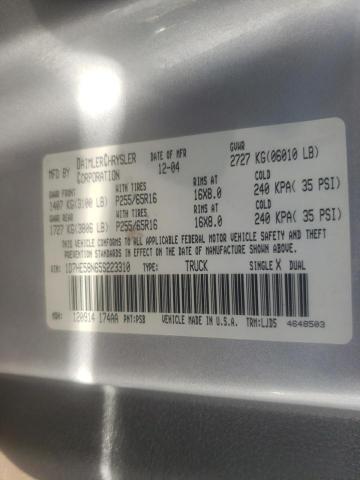 DAIMLERCHRYSLER CORPORATION DATE OF MFR 12-04 GVWR 2727 KG(06010 LB)
GAWR FRONT WITH TIRES RIMS AT COLD
1407 KG(3100 LB) P255/65R16 16X8.0 240 KPA( 35 PSI)
GAWR REAR WITH TIRES RIMS AT COLD
1727 KG(3806 LB) P255/65R16 16X8.0 240 KPA( 35 PSI)
THIS VEHICLE CONFORMS TO ALL APPLICABLE FEDERAL MOTOR VEHICLE SAFETY, BUMPER, AND THEFT
PREVENTION STANDARDS IN EFFECT ON THE DATE OF MANUFACTURE SHOWN ABOVE.
VIN: 1D7HE58N65S223310 TYPE: TRUCK SINGLE X DUAL
MDH: 120914 174AA PNT:PSB VEHICLE MADE IN U.S.A. TRM:LJD5 4648503